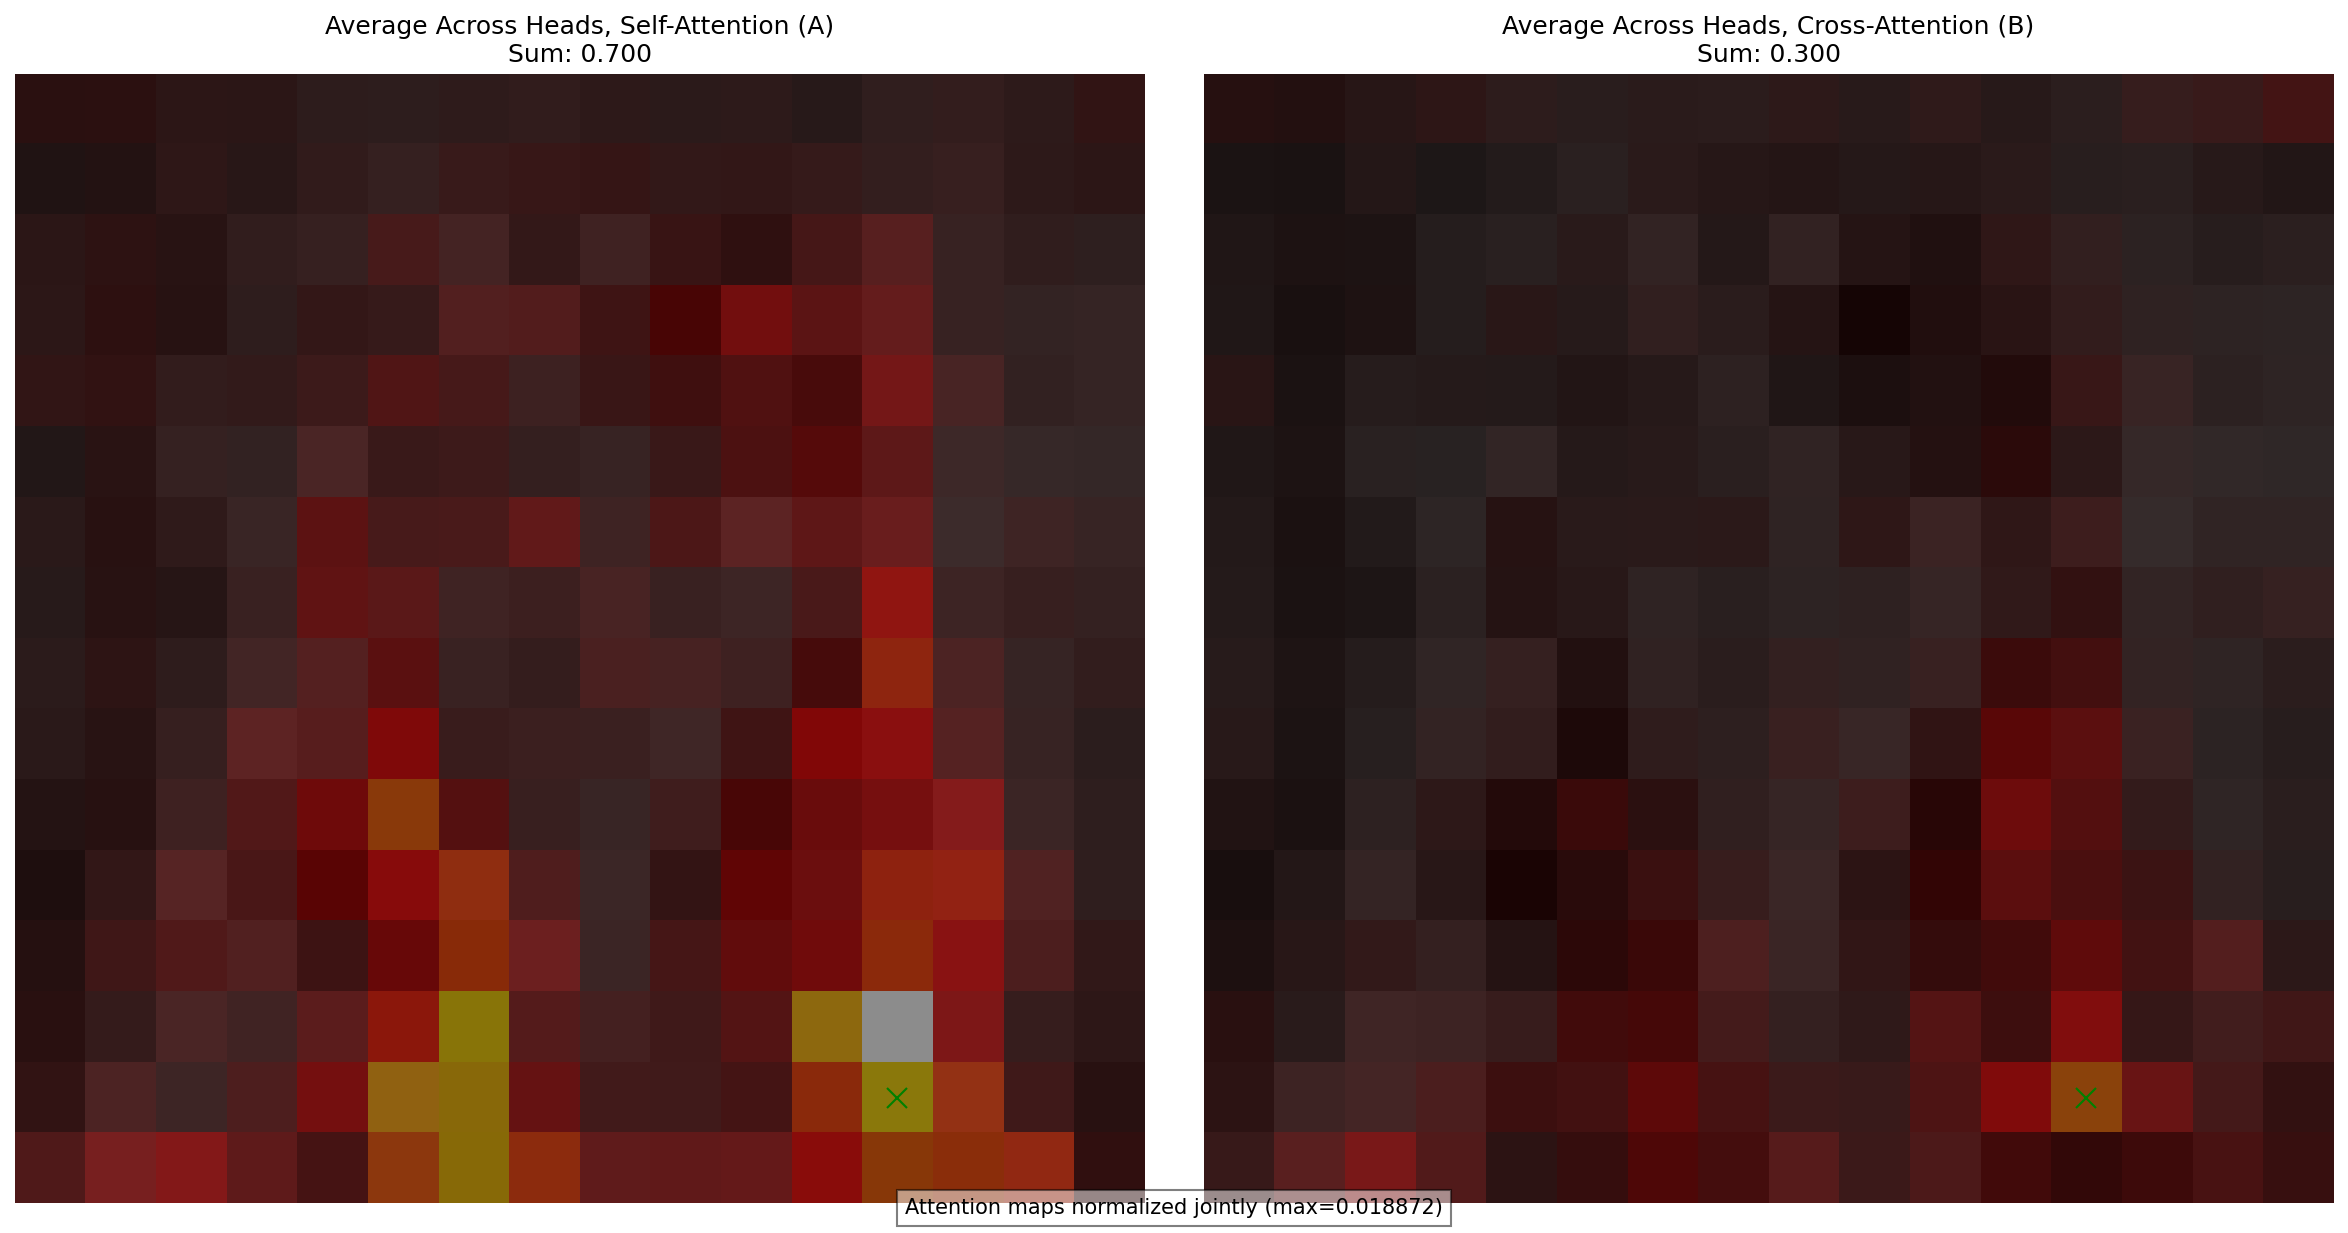 Average Across Heads, Self-Attention (A)
Sum: 0.700
Average Across Heads, Cross-Attention (B)
Sum: 0.300
Attention maps normalized jointly (max=0.018872)